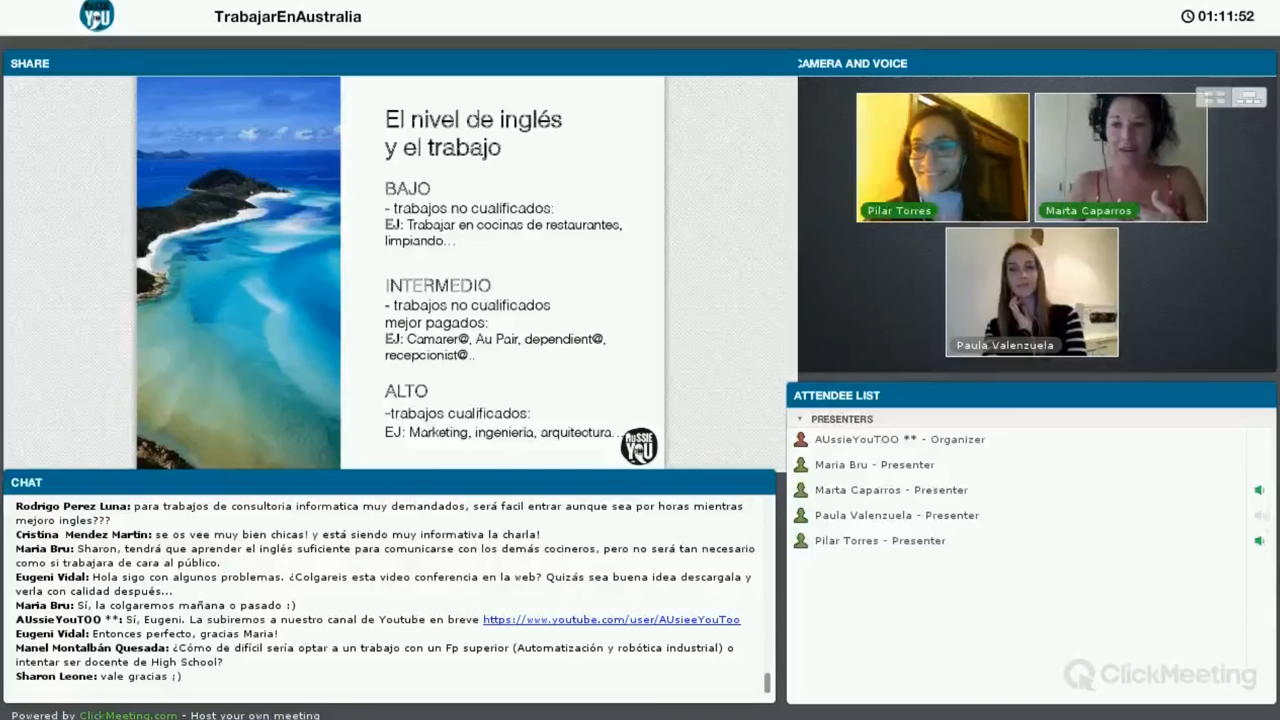 YOU
TrabajarEnAustralia
01:11:52
SHARE
El nivel de inglés
y el trabajo
BAJO
- trabajos no cualificados:
EJ: Trabajar en cocinas de restaurantes,
limpiando...
INTERMEDIO
- trabajos no cualificados
mejor pagados:
EJ: Camarer@, Au Pair, dependient@,
recepcionist@..
ALTO
-trabajos cualificados:
EJ: Marketing, ingeniería, arquitectura...
AUSSIE
YOU
CAMERA AND VOICE
Pilar Torres
Marta Caparros
Paula Valenzuela
ATTENDEE LIST
PRESENTERS
AUssieYouTOO ** - Organizer
Maria Bru - Presenter
Marta Caparros - Presenter
Paula Valenzuela - Presenter
Pilar Torres - Presenter
CHAT
Rodrigo Perez Luna: para trabajos de consultoria informatica muy demandados, será facil entrar aunque sea por horas mientras
mejoro ingles???
Cristina Mendez Martin: se os vee muy bien chicas! y está siendo muy informativa la charla!
Maria Bru: Sharon, tendrá que aprender el inglés suficiente para comunicarse con los demás cocineros, pero no será tan necesario
como si trabajara de cara al público.
Eugeni Vidal: Hola sigo con algunos problemas. ¿Colgareis esta video conferencia en la web? Quizás sea buena idea descargala y
verla con calidad después...
Maria Bru: Sí, la colgaremos mañana o pasado :)
AUssieYouTOO **: Sí, Eugeni. La subiremos a nuestro canal de Youtube en breve https://www.youtube.com/user/AUsieeYouToo
Eugeni Vidal: Entonces perfecto, gracias Maria!
Manel Montalbán Quesada: ¿Cómo de difícil sería optar a un trabajo con un Fp superior (Automatización y robótica industrial) o
intentar ser docente de High School?
Sharon Leone: vale gracias ;)
ClickMeeting
Powered by ClickMeeting.com - Host your own meeting